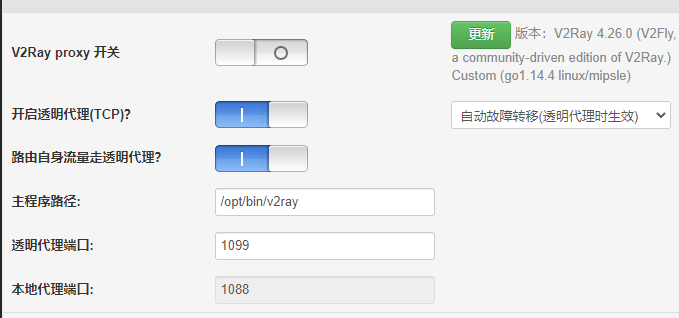 V2Ray proxy 开关
更新 版本：V2Ray 4.26.0 (V2Fly,
a community-driven edition of V2Ray.)
Custom (go1.14.4 linux/mipsle)
开启透明代理(TCP)?
自动故障转移(透明代理时生效)
路由自身流量走透明代理?
主程序路径:
/opt/bin/v2ray
透明代理端口:
1099
本地代理端口:
1088